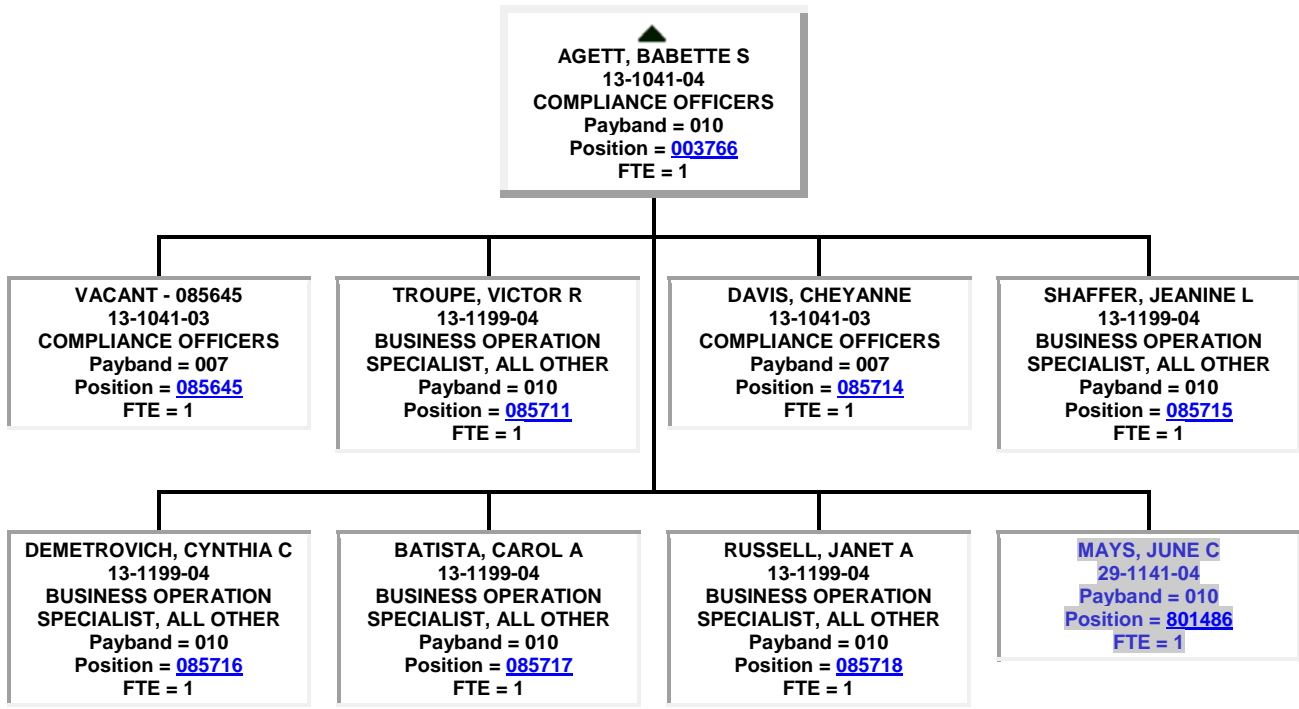 AGETT, BABETTE S
13-1041-04
COMPLIANCE OFFICERS
Payband = 010
Position = 003766
FTE = 1
VACANT - 085645
13-1041-03
COMPLIANCE OFFICERS
Payband = 007
Position = 085645
FTE = 1
TROUPE, VICTOR R
13-1199-04
BUSINESS OPERATION
SPECIALIST, ALL OTHER
Payband = 010
Position = 085711
FTE = 1
DAVIS, CHEYANNE
13-1041-03
COMPLIANCE OFFICERS
Payband = 007
Position = 085714
FTE = 1
SHAFFER, JEANINE L
13-1199-04
BUSINESS OPERATION
SPECIALIST, ALL OTHER
Payband = 010
Position = 085715
FTE = 1
DEMETROVICH, CYNTHIA C
13-1199-04
BUSINESS OPERATION
SPECIALIST, ALL OTHER
Payband = 010
Position = 085716
FTE = 1
BATISTA, CAROL A
13-1199-04
BUSINESS OPERATION
SPECIALIST, ALL OTHER
Payband = 010
Position = 085717
FTE = 1
RUSSELL, JANET A
13-1199-04
BUSINESS OPERATION
SPECIALIST, ALL OTHER
Payband = 010
Position = 085718
FTE = 1
MAYS, JUNE C
29-1141-04
Payband = 010
Position = 801486
FTE = 1